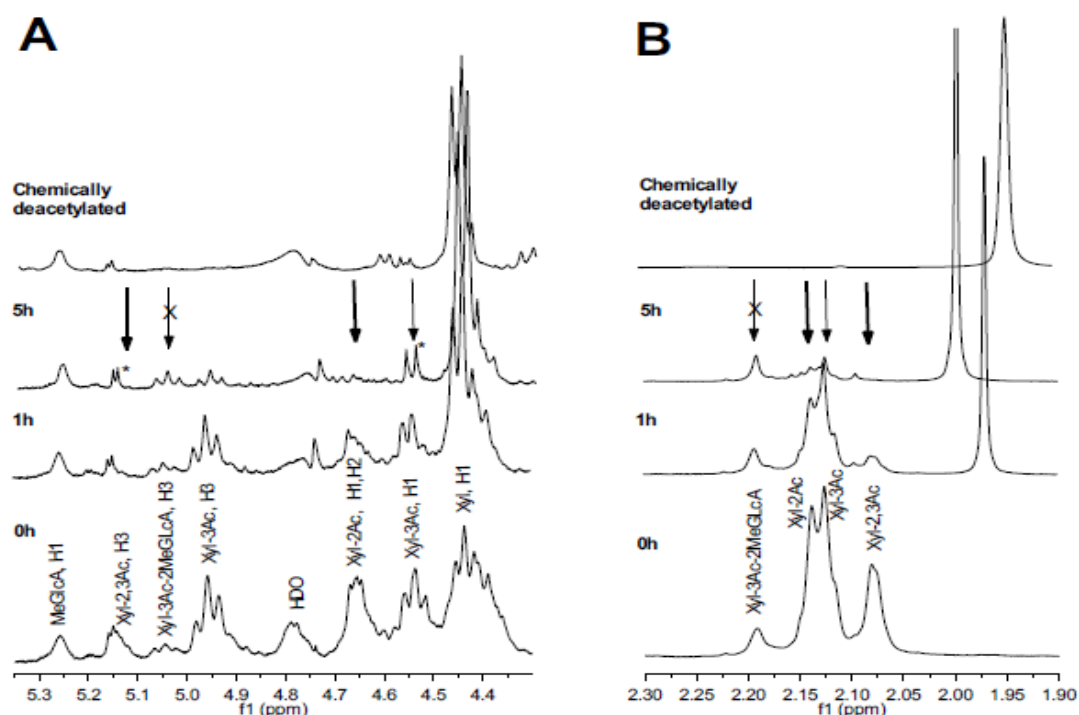 A
Chemically
deacetylated
5h
X
*
*
1h
0h
MeGlcA, H1
Xyl-2,3Ac, H3
Xyl-3Ac-2MeGLcA, H3
Xyl-3Ac, H3
HDO
Xyl-2Ac, H1,H2
Xyl-3Ac, H1
Xyl, H1
5.3 5.2 5.1 5.0 4.9 4.8 4.7 4.6 4.5 4.4
f1 (ppm)
B
Chemically
deacetylated
5h
X
1h
0h
Xyl-3Ac-2MeGLcA
Xyl-2Ac
Xyl-3Ac
Xyl-2,3Ac
2.30 2.25 2.20 2.15 2.10 2.05 2.00 1.95 1.90
f1 (ppm)